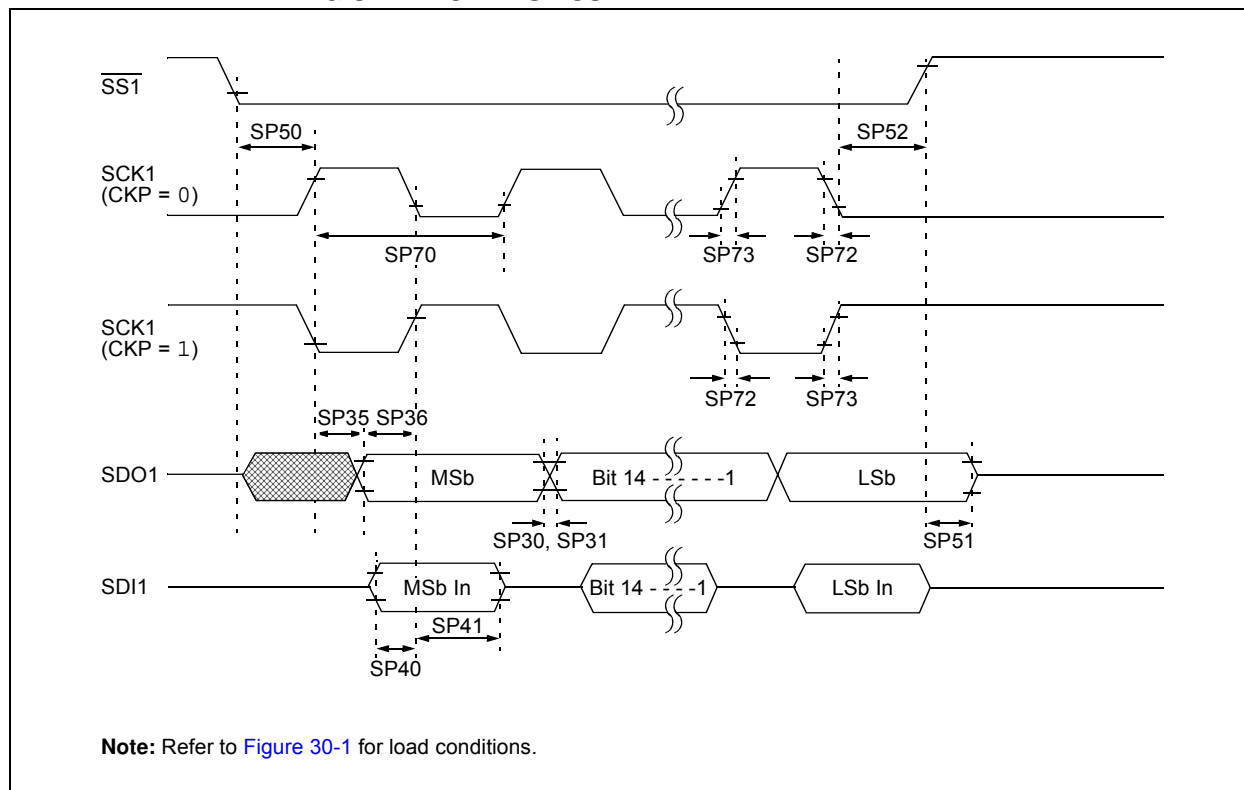 SS1
SP50
SP52
SCK1
(CKP = 0)
SP70
SP73
SP72
SCK1
(CKP = 1)
SP72
SP73
SP35
SP36
SDO1
MSb
Bit 14 - - - - - -1
LSb
SP30, SP31
SP51
SDI1
MSb In
Bit 14 - - - -1
LSb In
SP41
SP40
Note: Refer to Figure 30-1 for load conditions.